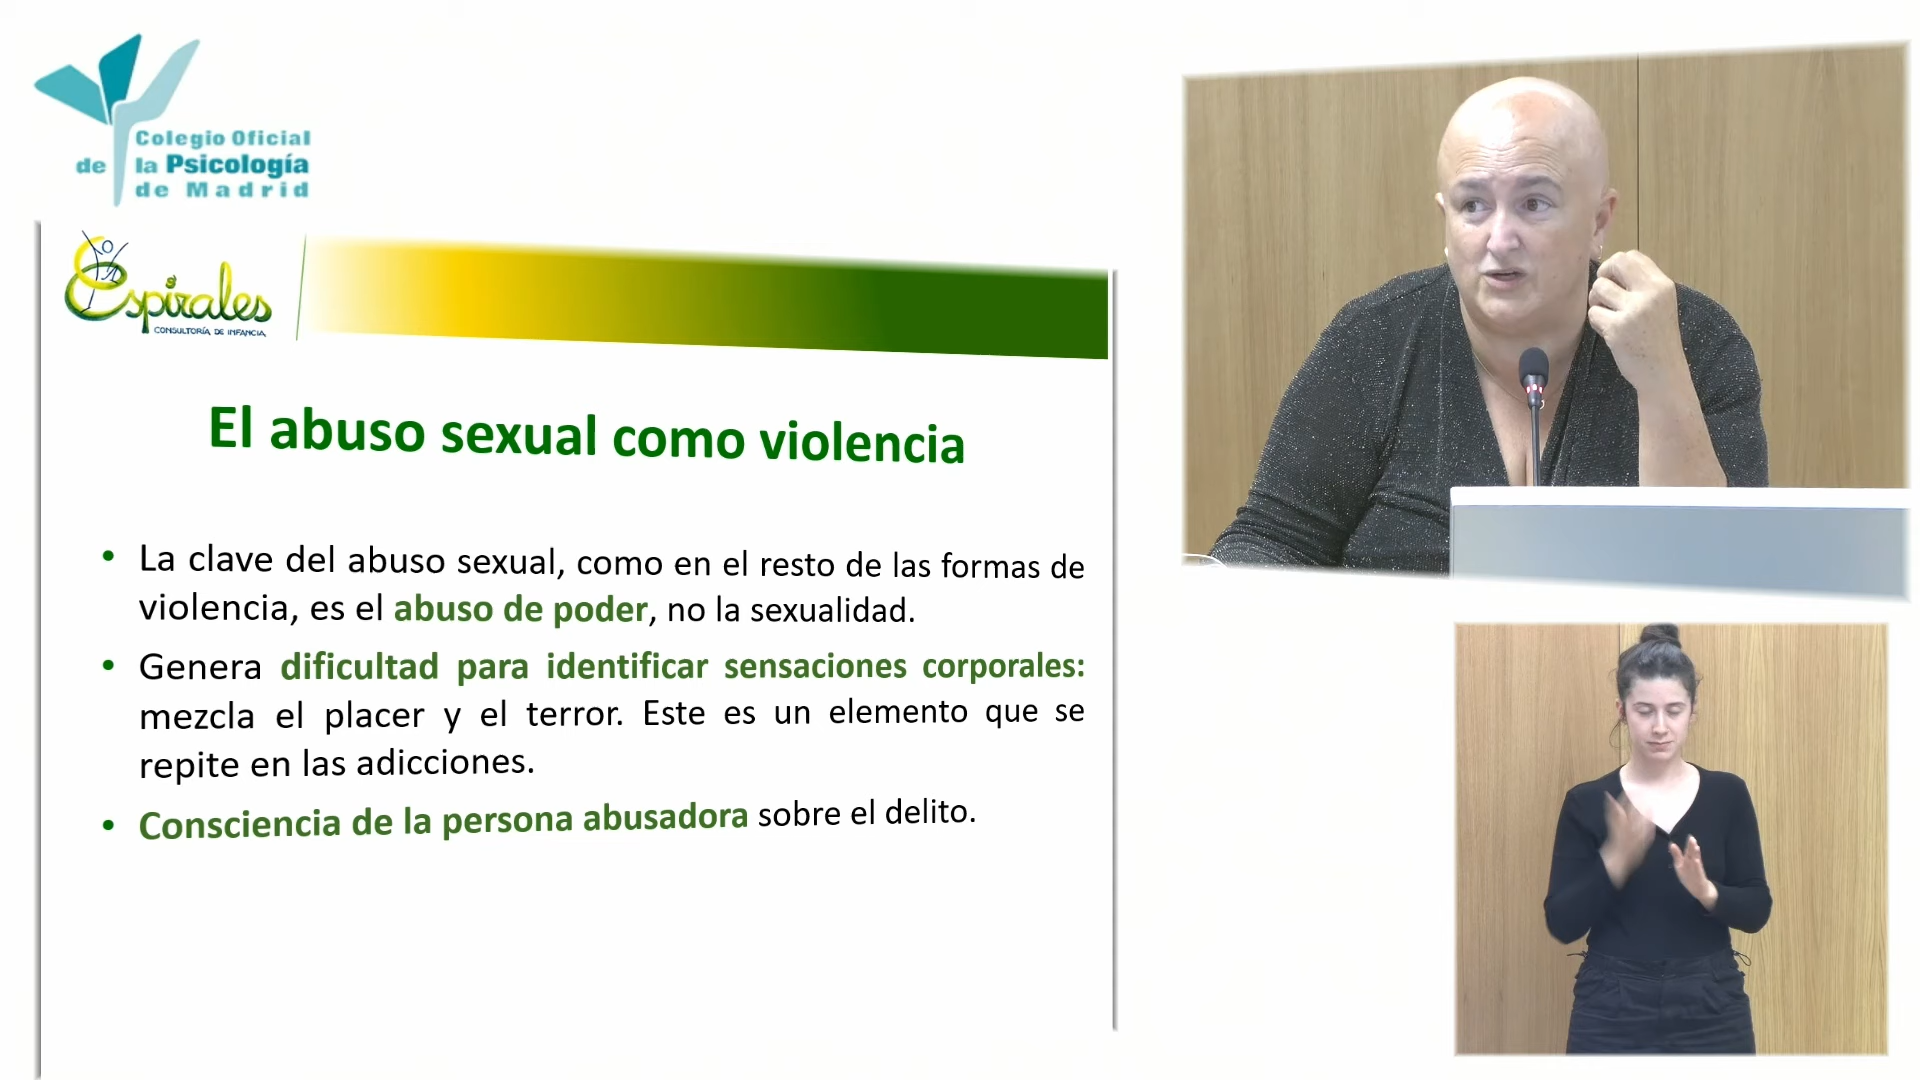 Colegio Oficial
de la Psicología
de Madrid
Espirales
CONSULTORÍA DE INFANCIA
El abuso sexual como violencia
• La clave del abuso sexual, como en el resto de las formas de
violencia, es el abuso de poder, no la sexualidad.
• Genera dificultad para identificar sensaciones corporales:
mezcla el placer y el terror. Este es un elemento que se
repite en las adicciones.
• Consciencia de la persona abusadora sobre el delito.